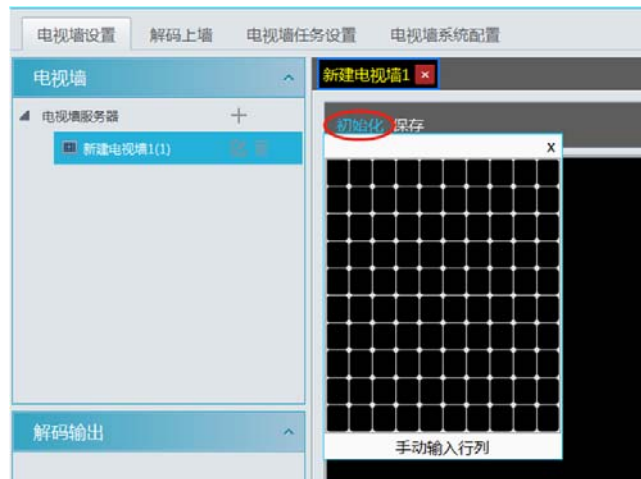 电视墙设置 解码上墙 电视墙任务设置 电视墙系统配置
电视墙
新建电视墙1 ×
电视墙服务器 +
初始化 保存
新建电视墙1(1)
x
解码输出
手动输入行列